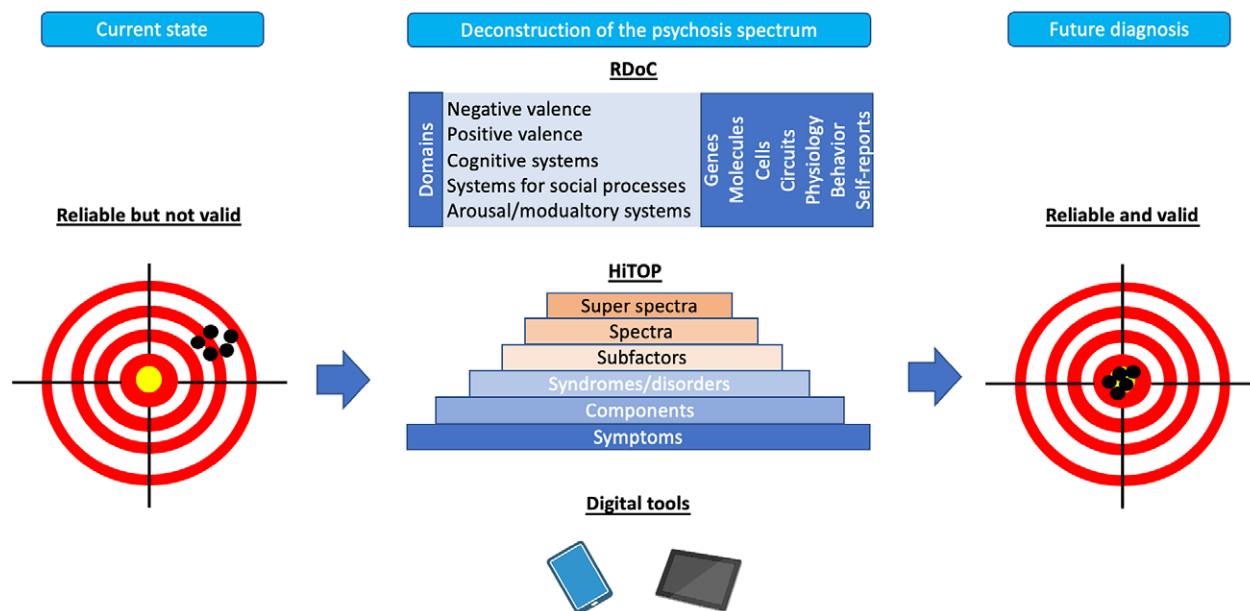 Current state
Deconstruction of the psychosis spectrum
Future diagnosis
RDoC
Domains
Negative valence
Positive valence
Cognitive systems
Systems for social processes
Arousal/modualtory systems
Genes
Molecules
Cells
Circuits
Physiology
Behavior
Self-reports
Reliable but not valid
Reliable and valid
HiTOP
Super spectra
Spectra
Subfactors
Syndromes/disorders
Components
Symptoms
Digital tools